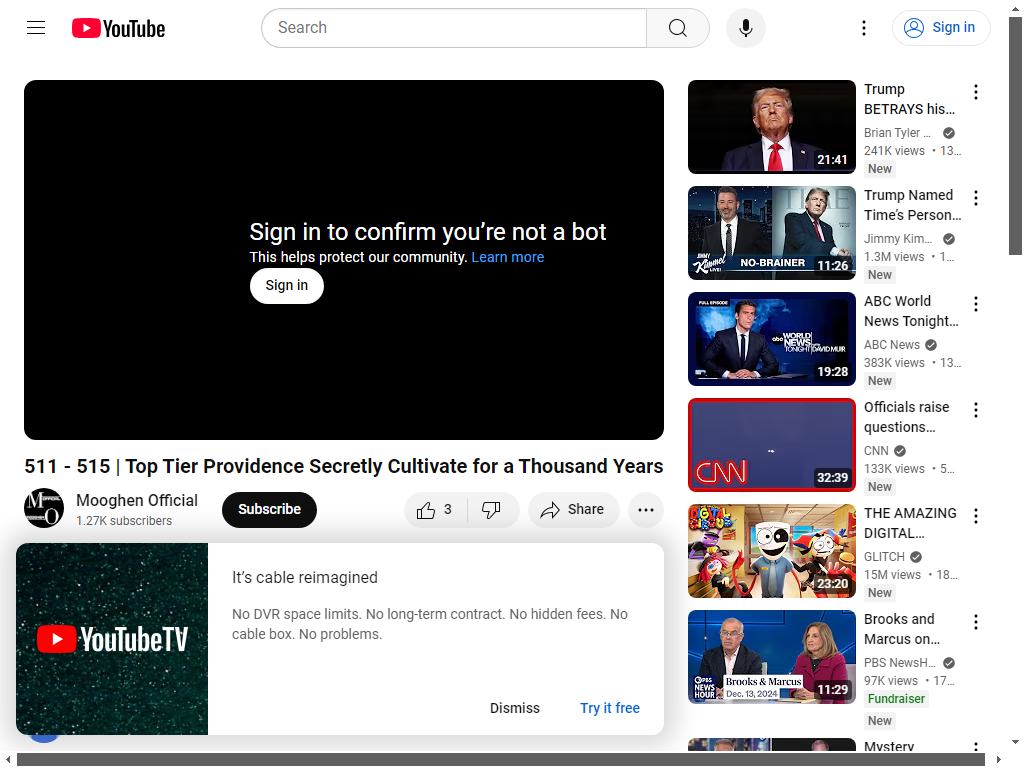 YouTube
Search
Sign in
Sign in to confirm you’re not a bot
This helps protect our community. Learn more
Sign in
511 - 515 | Top Tier Providence Secretly Cultivate for a Thousand Years
Mooghen Official
1.27K subscribers
Subscribe
3
Share
YouTubeTV
It’s cable reimagined
No DVR space limits. No long-term contract. No hidden fees. No
cable box. No problems.
Dismiss
Try it free
21:41
Trump
BETRAYS his…
Brian Tyler …
241K views • 13…
New
TIME
JIMMY
KIMMEL
LIVE!
NO-BRAINER
11:26
Trump Named
Time’s Person…
Jimmy Kim…
1.3M views • 1…
New
FULL EPISODE
abc WORLD
NEWS
TONIGHT DAVID MUIR
19:28
ABC World
News Tonight…
ABC News
383K views • 13…
New
CNN
32:39
Officials raise
questions…
CNN
133K views • 5…
New
DIGITAL
CIRCUS
23:20
THE AMAZING
DIGITAL…
GLITCH
15M views • 18…
New
PBS
NEWS
HOUR
Brooks & Marcus
Dec. 13, 2024
11:29
Brooks and
Marcus on…
PBS NewsH…
97K views • 17…
Fundraiser
New
Mystery